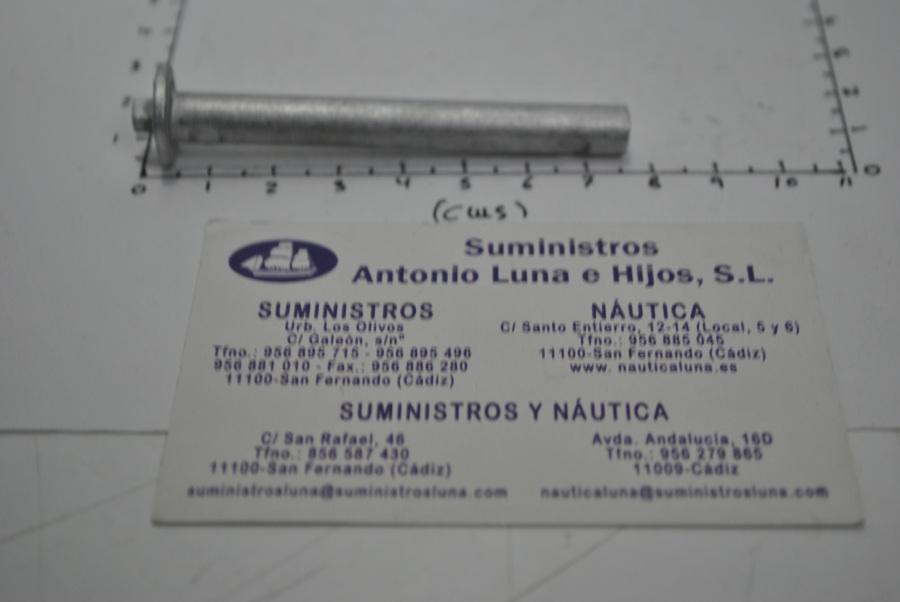 0 1 2 3 4 5 6 7 8 9 10 11 0
(cms)
Suministros
Antonio Luna e Hijos, S.L.
SUMINISTROS
Urb. Los Olivos
C/ Galeón, s/nº
Tfno.: 956 895 715 - 956 895 496
956 881 010 - Fax.: 956 886 280
11100-San Fernando (Cádiz)
NÁUTICA
C/ Santo Entierro, 12-14 (Local, 5 y 6)
Tfno.: 956 885 045
11100-San Fernando (Cádiz)
www. nauticaluna.es
SUMINISTROS Y NÁUTICA
C/ San Rafael, 46
Tfno.: 856 587 430
11100-San Fernando (Cádiz)
suministrosluna@suministrosluna.com
Avda. Andalucía, 16D
Tfno.: 956 279 865
11009-Cádiz
nauticaluna@suministrosluna.com